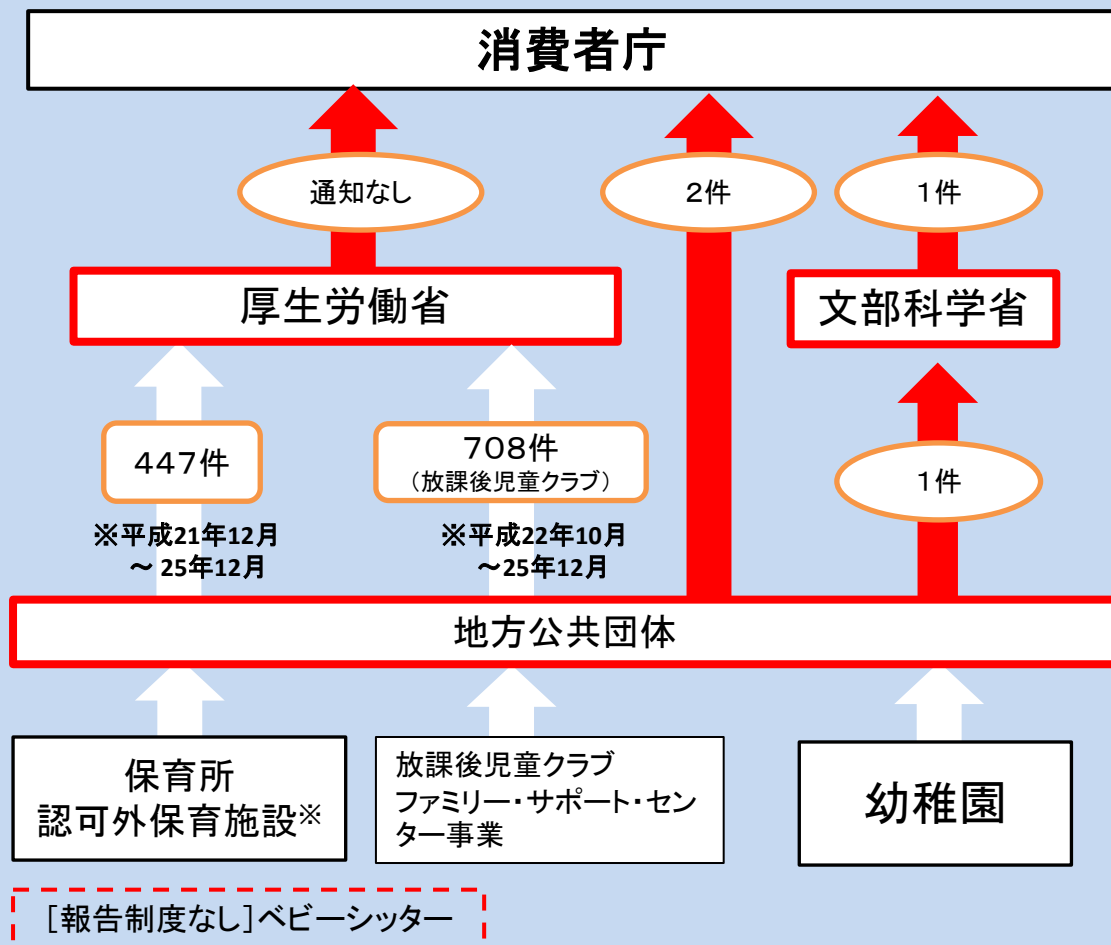 消費者庁
通知なし
２件
１件
厚生労働省
文部科学省
４４７件
７０８件
（放課後児童クラブ）
１件
※平成21年12月
～ 25年12月
※平成22年10月
～25年12月
地方公共団体
保育所
認可外保育施設※
放課後児童クラブ
ファミリー・サポート・セン
ター事業
幼稚園
［報告制度なし］ベビーシッター